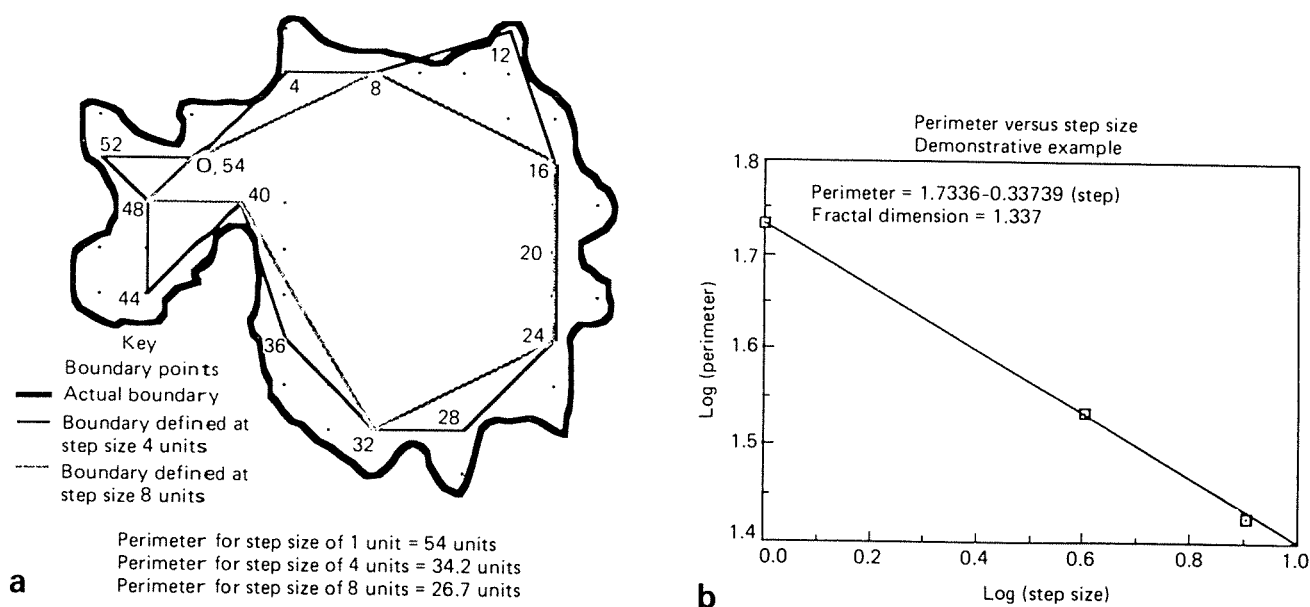 12
4
8
52
O, 54
16
40
48
20
44
24
36
28
32
Key
Boundary points
Actual boundary
Boundary defined at
step size 4 units
Boundary defined at
step size 8 units
Perimeter for step size of 1 unit = 54 units
Perimeter for step size of 4 units = 34.2 units
Perimeter for step size of 8 units = 26.7 units
a
Perimeter versus step size
Demonstrative example
1.8
Perimeter = 1.7336-0.33739 (step)
Fractal dimension = 1.337
1.7
1.6
1.5
1.4
Log (perimeter)
0.0 0.2 0.4 0.6 0.8 1.0
Log (step size)
b